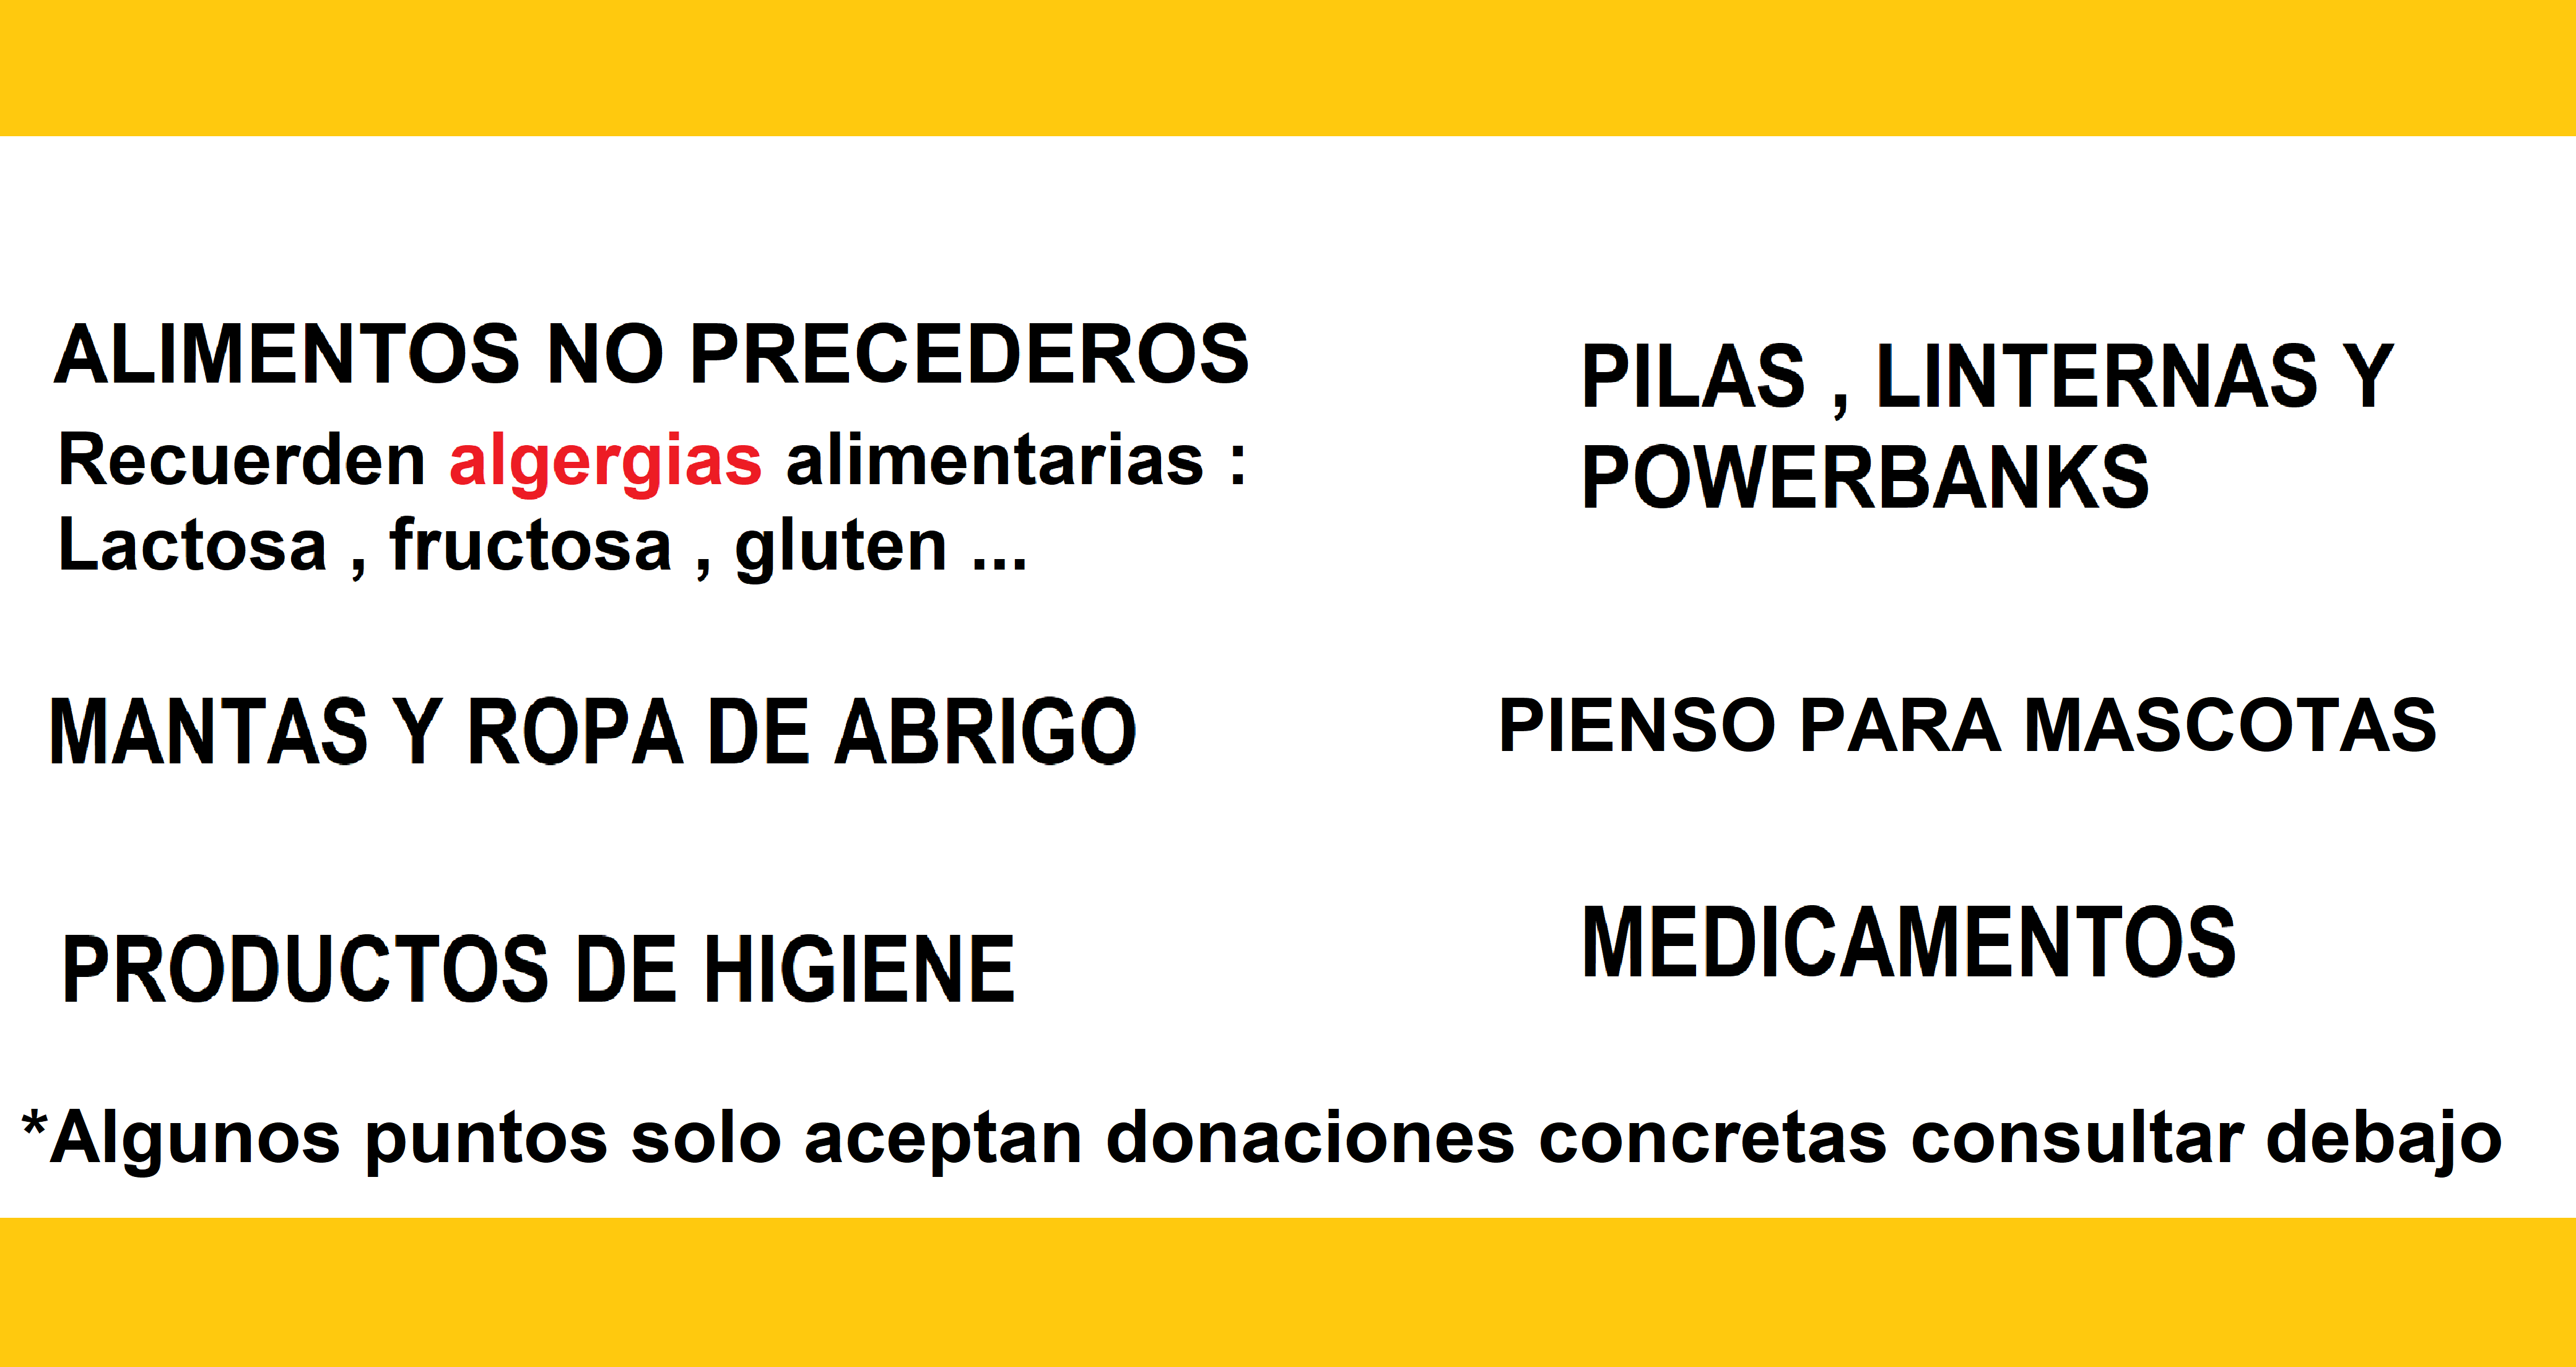 ALIMENTOS NO PRECEDEROS
Recuerden algergias alimentarias :
Lactosa , fructosa , gluten ...
MANTAS Y ROPA DE ABRIGO
PRODUCTOS DE HIGIENE
PILAS , LINTERNAS Y
POWERBANKS
PIENSO PARA MASCOTAS
MEDICAMENTOS
*Algunos puntos solo aceptan donaciones concretas consultar debajo